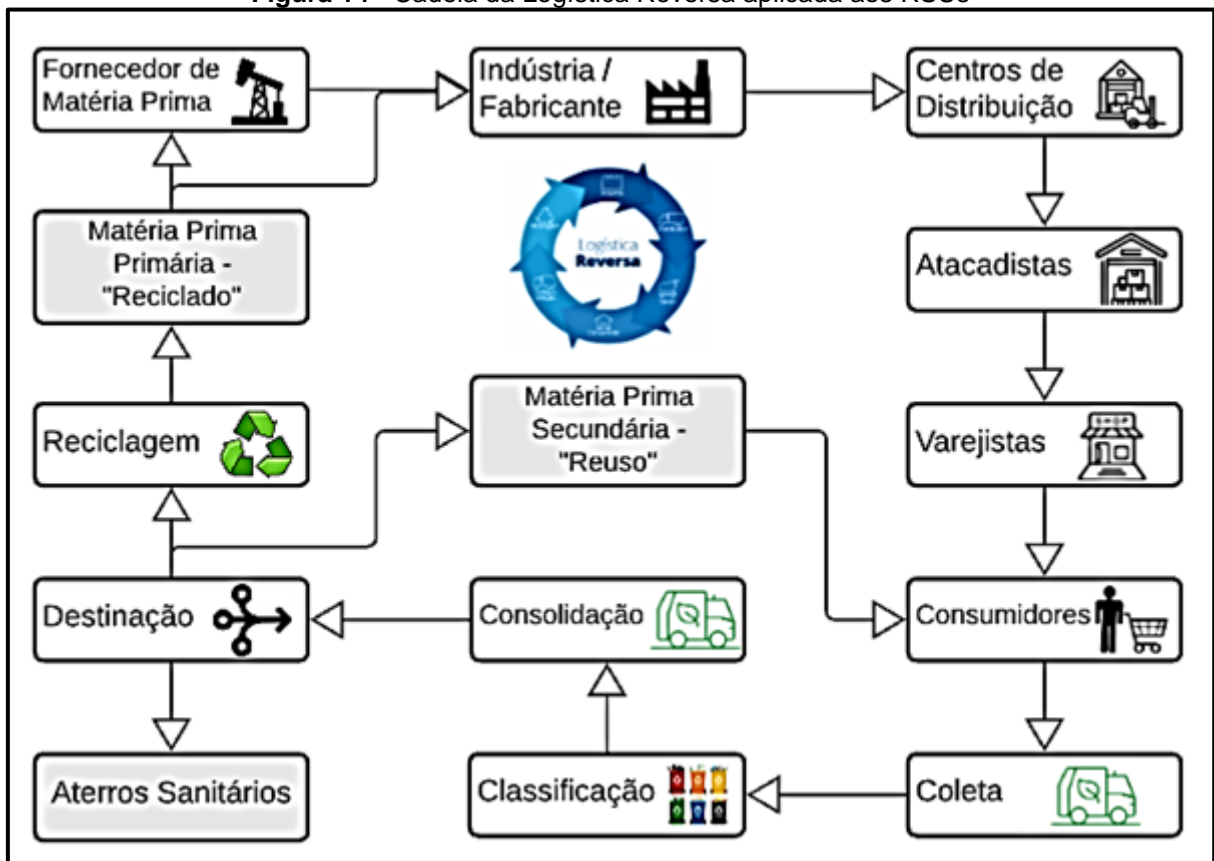 Fornecedor de
Matéria Prima
Indústria /
Fabricante
Centros de
Distribuição
Matéria Prima
Primária -
"Reciclado"
Logística
Reversa
Atacadistas
Reciclagem
Matéria Prima
Secundária -
"Reuso"
Varejistas
SHOP
Destinação
Consolidação
Consumidores
Aterros Sanitários
Classificação
Coleta